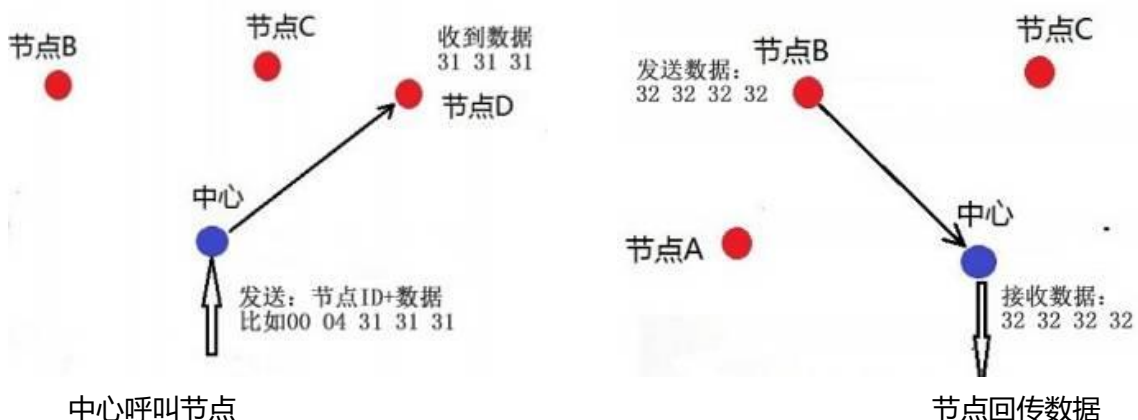 节点B
节点C
收到数据
31 31 31
节点D
中心
发送：节点ID+数据
比如00 04 31 31 31
中心呼叫节点
节点C
节点B
发送数据：
32 32 32 32
中心
节点A
接收数据：
32 32 32 32
节点回传数据